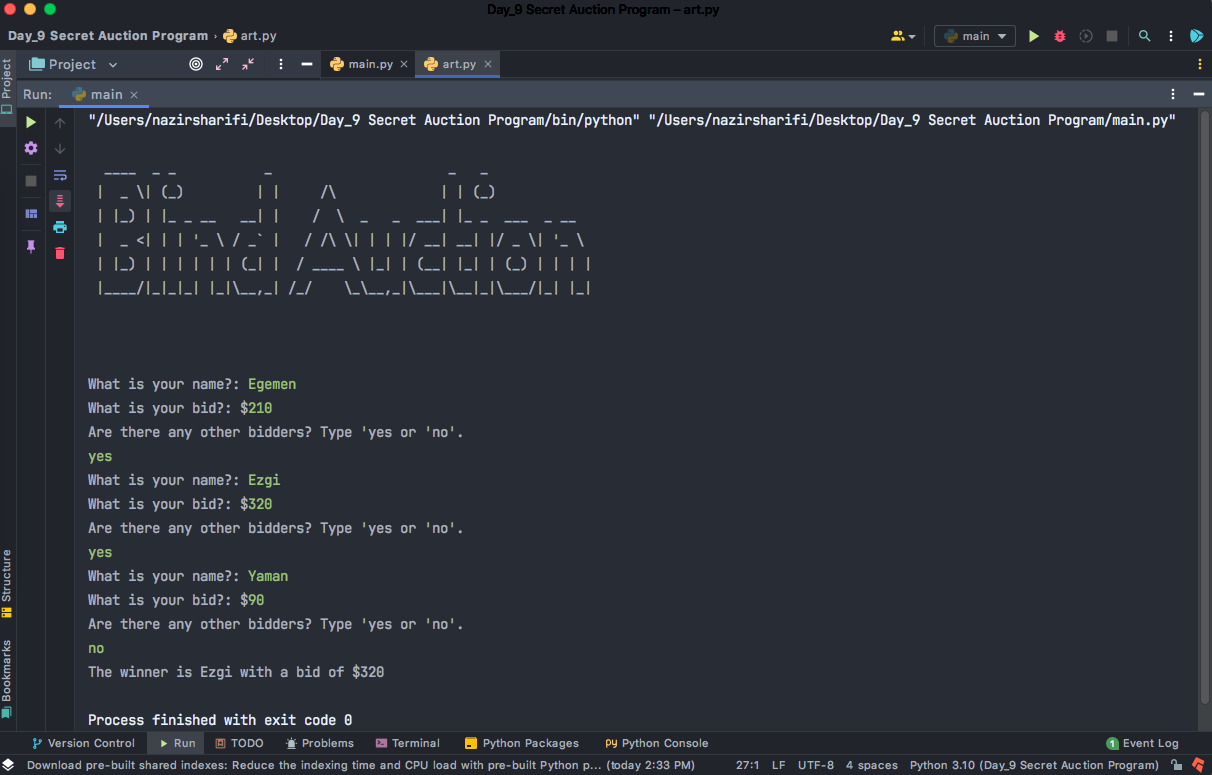 Day_9 Secret Auction Program – art.py
Day_9 Secret Auction Program › art.py
main
Project
main.py
art.py
Project
Run:
main
"/Users/nazirsharifi/Desktop/Day_9 Secret Auction Program/bin/python" "/Users/nazirsharifi/Desktop/Day_9 Secret Auction Program/main.py"
Bid Auction
What is your name?: Egemen
What is your bid?: $210
Are there any other bidders? Type 'yes or 'no'.
yes
What is your name?: Ezgi
What is your bid?: $320
Are there any other bidders? Type 'yes or 'no'.
yes
What is your name?: Yaman
What is your bid?: $90
Are there any other bidders? Type 'yes or 'no'.
no
The winner is Ezgi with a bid of $320
Process finished with exit code 0
Structure
Bookmarks
Version Control Run TODO Problems Terminal Python Packages Python Console 1 Event Log
Download pre-built shared indexes: Reduce the indexing time and CPU load with pre-built Python p... (today 2:33 PM) 27:1 LF UTF-8 4 spaces Python 3.10 (Day_9 Secret Auction Program)